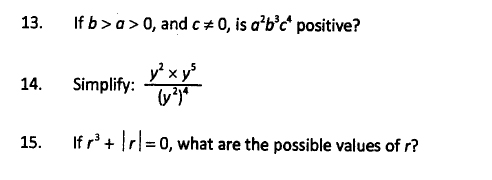 13. If b > a > 0, and c ≠ 0, is a²b³c⁴ positive?
14. Simplify: y² × y⁵ / (y²)⁴
15. If r³ + |r| = 0, what are the possible values of r?